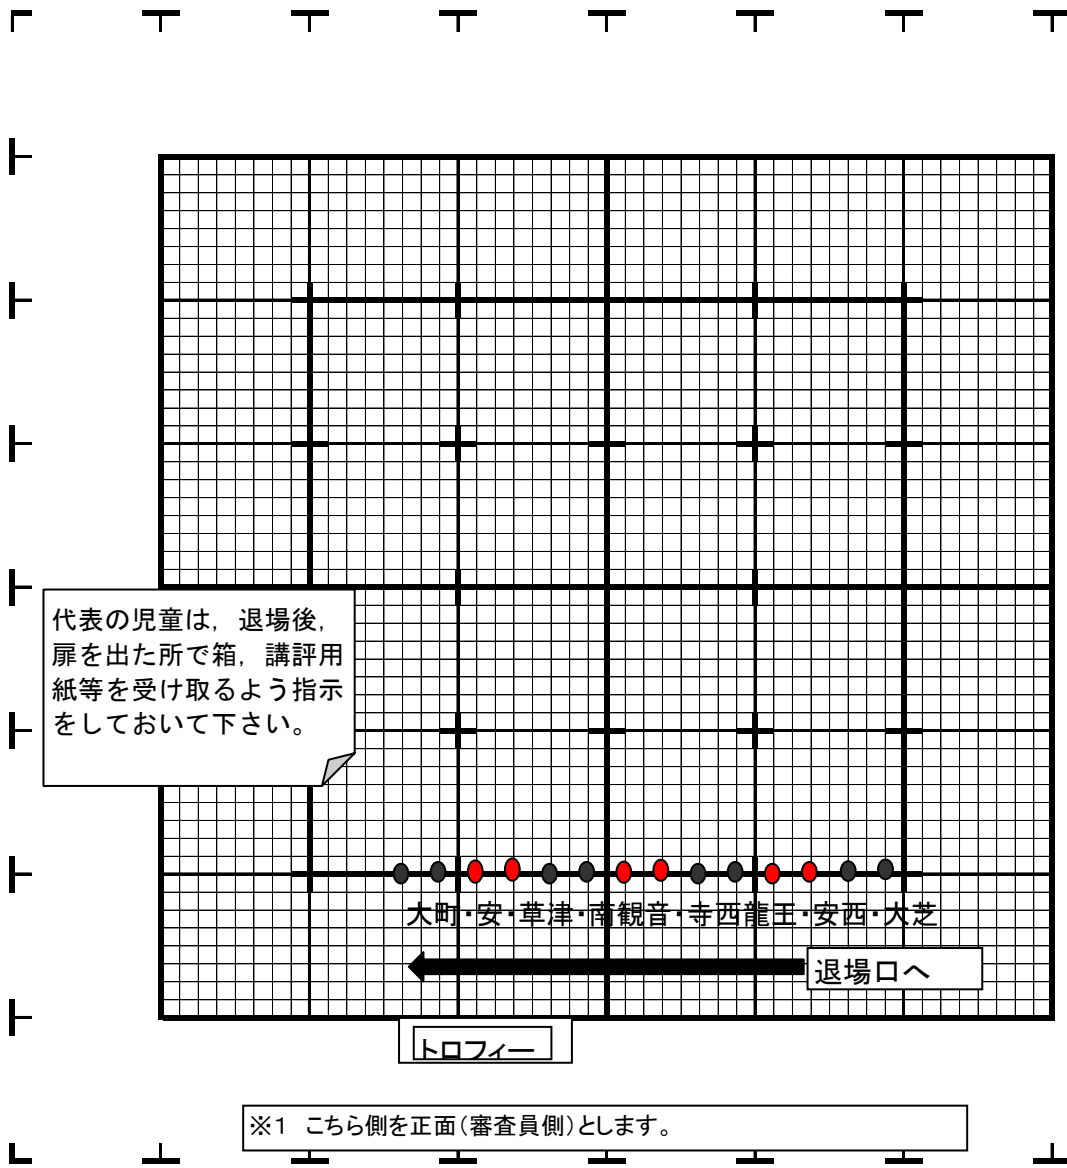 代表の児童は，退場後，
扉を出た所で箱，講評用
紙等を受け取るよう指示
をしておいて下さい。
大町・安・草津・南観音・寺西龍王・安西・大芝
退場口へ
トロフィー
※1　こちら側を正面（審査員側）とします。